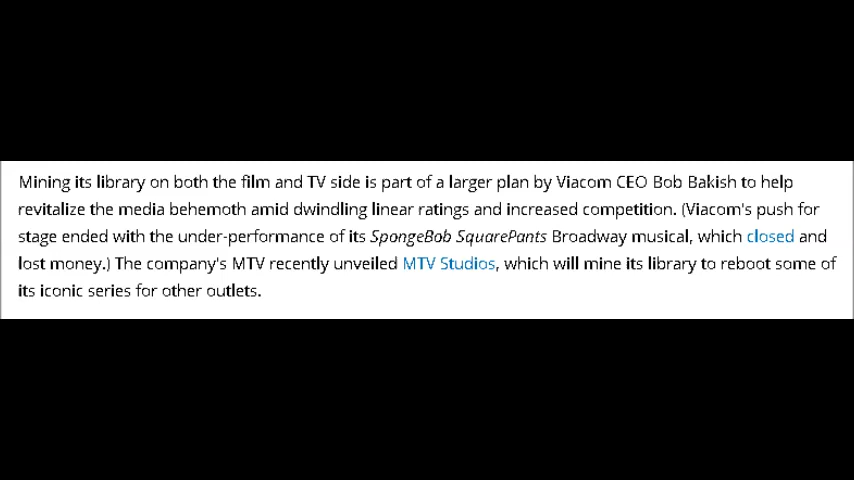 Mining its library on both the film and TV side is part of a larger plan by Viacom CEO Bob Bakish to help
revitalize the media behemoth amid dwindling linear ratings and increased competition. (Viacom's push for
stage ended with the under-performance of its SpongeBob SquarePants Broadway musical, which closed and
lost money.) The company's MTV recently unveiled MTV Studios, which will mine its library to reboot some of
its iconic series for other outlets.